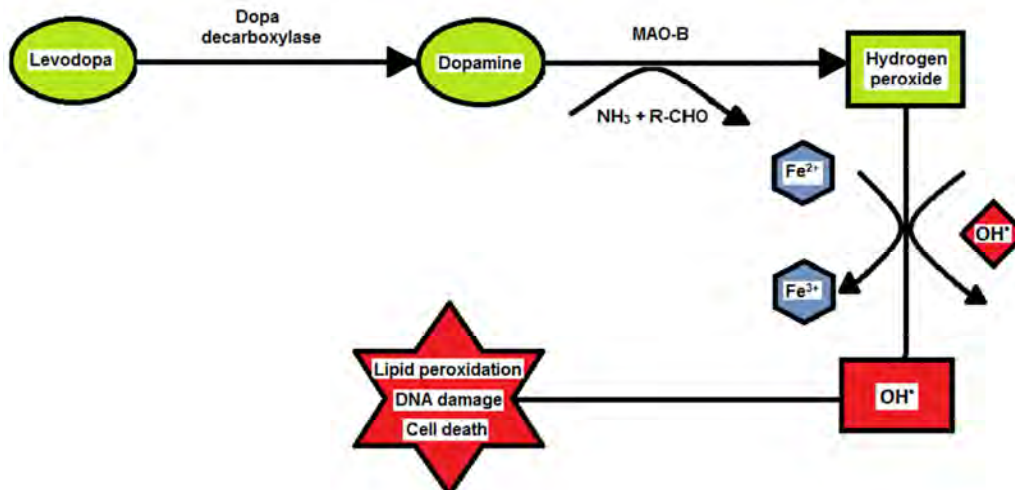 Dopa
decarboxylase
MAO-B
Levodopa
Dopamine
Hydrogen
peroxide
NH₃ + R-CHO
Fe²⁺
OH•
Fe³⁺
Lipid peroxidation
DNA damage
Cell death
OH•